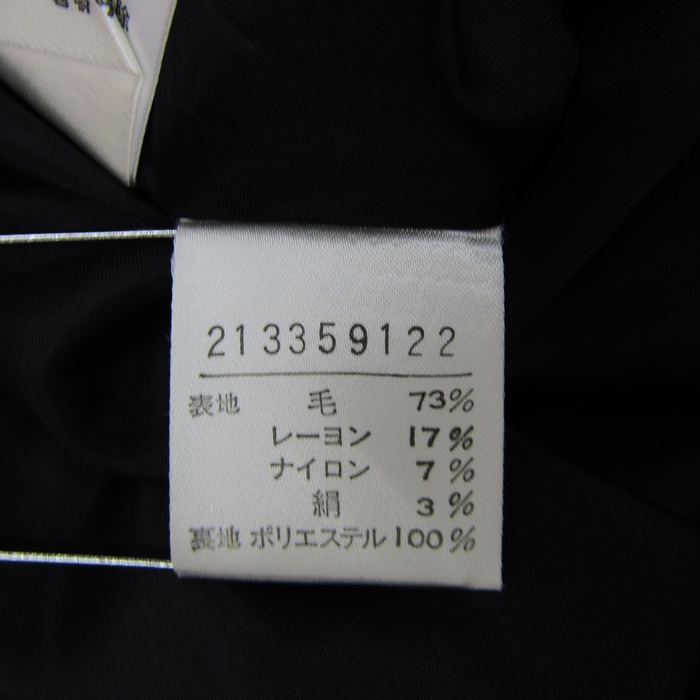 213359122
表地 毛 73%
レーヨン 17%
ナイロン 7%
絹 3%
裏地 ポリエステル 100%